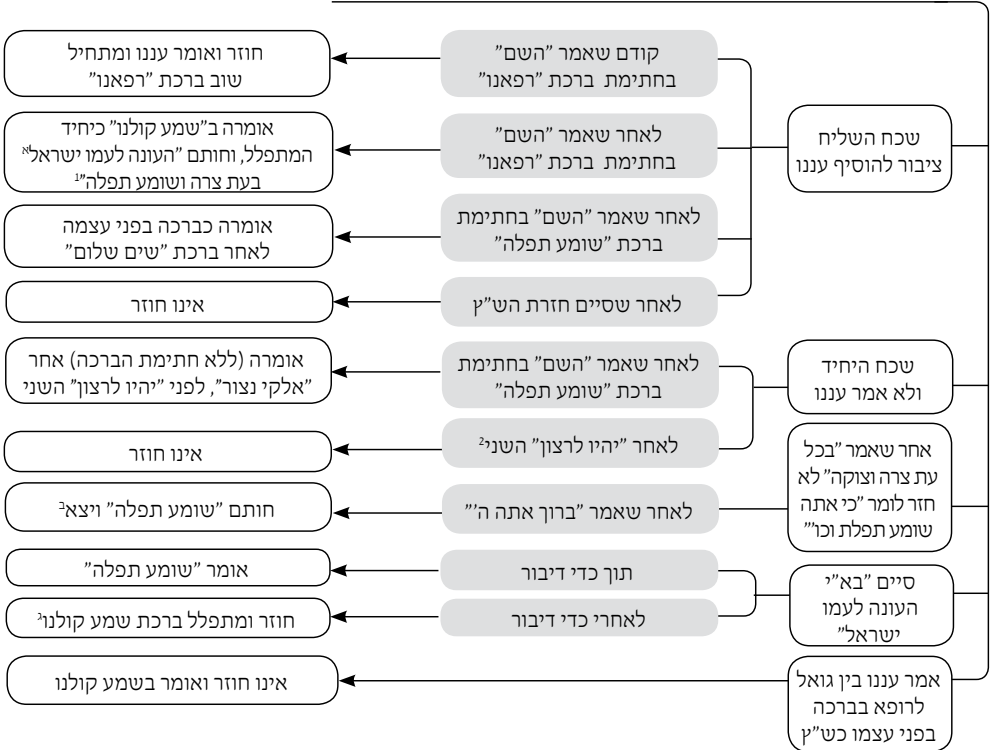 שכח השליח
ציבור להוסיף עננו
קודם שאמר "השם"
בחתימת ברכת "רפאנו"
חוזר ואומר עננו ומתחיל
שוב ברכת "רפאנו"
לאחר שאמר "השם"
בחתימת ברכת "רפאנו"
אומרה ב"שמע קולנו" כיחיד
המתפלל, וחותם "העונה לעמו ישראלא
בעת צרה ושומע תפלה"1
לאחר שאמר "השם" בחתימת
ברכת "שומע תפלה"
אומרה כברכה בפני עצמה
לאחר ברכת "שים שלום"
לאחר שסיים חזרת הש"ץ
אינו חוזר
שכח היחיד
ולא אמר עננו
לאחר שאמר "השם" בחתימת
ברכת "שומע תפלה"
אומרה (ללא חתימת הברכה) אחר
"אלקי נצור", לפני "יהיו לרצון" השני
לאחר "יהיו לרצון" השני2
אינו חוזר
אחר שאמר "בכל
עת צרה וצוקה" לא
חזר לומר "כי אתה
שומע תפלת וכו'"
לאחר שאמר "ברוך אתה ה'"
חותם "שומע תפלה" ויצאב
סיים "בא"י
העונה לעמו
ישראל"
תוך כדי דיבור
אומר "שומע תפלה"
לאחרי כדי דיבור
חוזר ומתפלל ברכת שמע קולנוג
אמר עננו בין גואל
לרופא בברכה
בפני עצמו כש"ץ
אינו חוזר ואומר בשמע קולנו